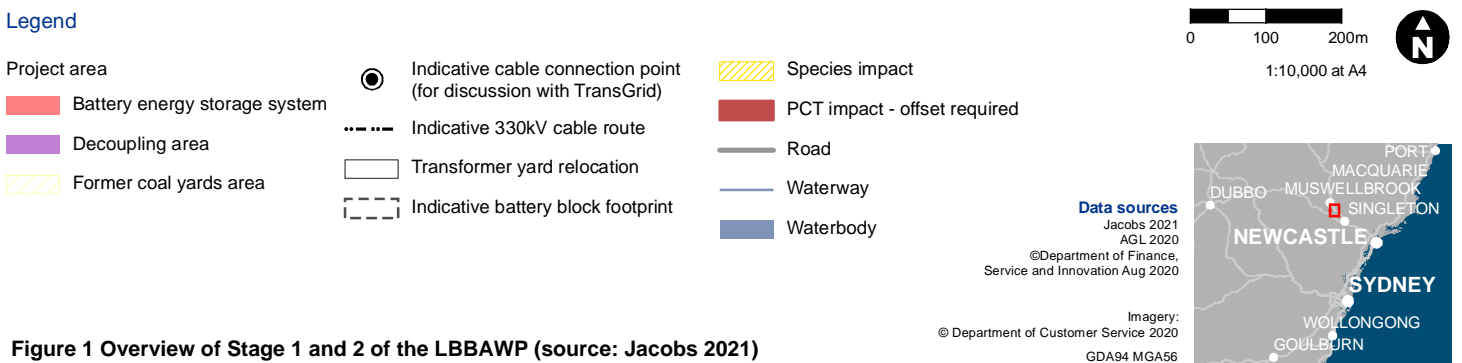 Legend
Project area
Battery energy storage system
Decoupling area
Former coal yards area
Indicative cable connection point
(for discussion with TransGrid)
Indicative 330kV cable route
Transformer yard relocation
Indicative battery block footprint
Species impact
PCT impact - offset required
Road
Waterway
Waterbody
0 100 200m
N
1:10,000 at A4
Data sources
Jacobs 2021
AGL 2020
©Department of Finance,
Service and Innovation Aug 2020
Imagery:
© Department of Customer Service 2020
GDA94 MGA56
PORT
MACQUARIE
DUBBO
MUSWELLBROOK
SINGLETON
NEWCASTLE
SYDNEY
WOLLONGONG
GOULBURN
Figure 1 Overview of Stage 1 and 2 of the LBBAWP (source: Jacobs 2021)